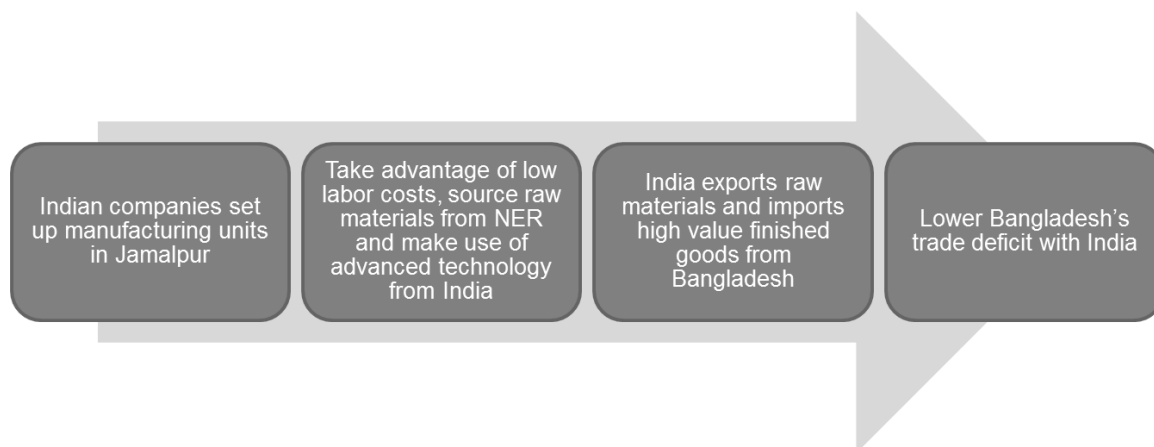 Indian companies set
up manufacturing units
in Jamalpur
Take advantage of low
labor costs, source raw
materials from NER
and make use of
advanced technology
from India
India exports raw
materials and imports
high value finished
goods from
Bangladesh
Lower Bangladesh's
trade deficit with India